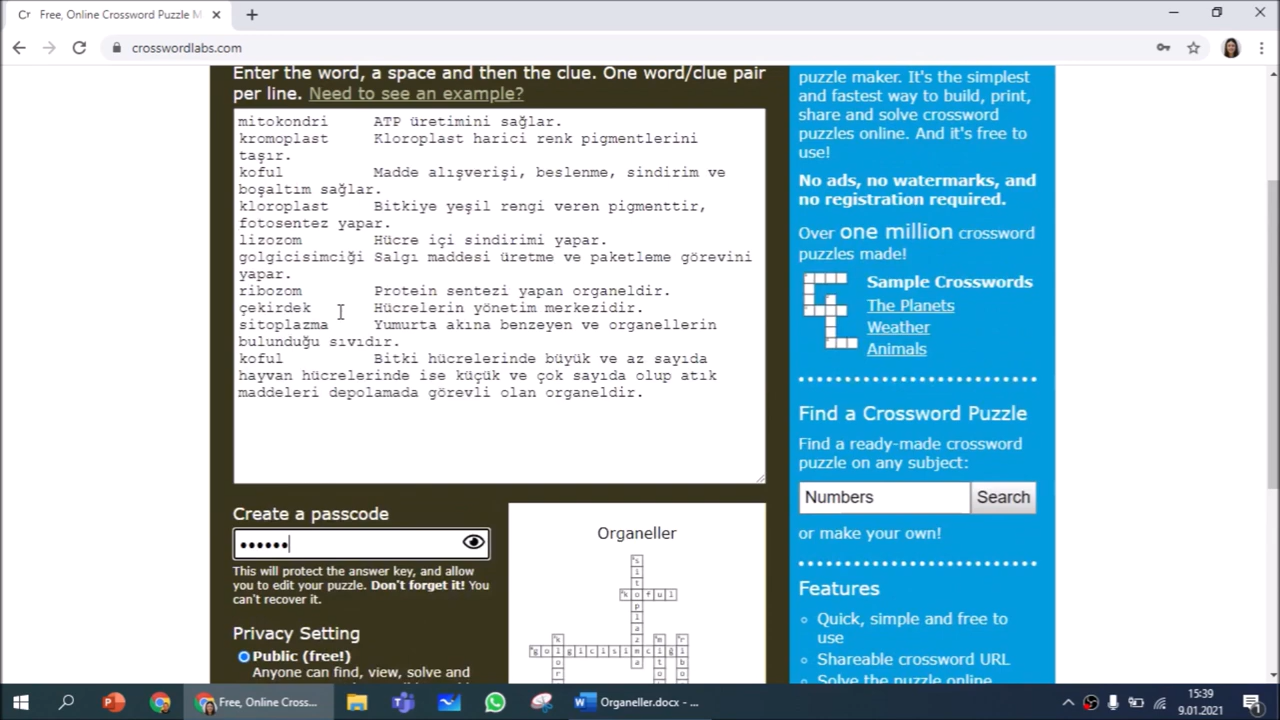 Cr Free, Online Crossword Puzzle M
crosswordlabs.com
Enter the word, a space and then the clue. One word/clue pair
per line. Need to see an example?
mitokondri ATP üretimini sağlar.
kromoplast Kloroplast harici renk pigmentlerini
taşır.
koful Madde alışverişi, beslenme, sindirim ve
boşaltım sağlar.
kloroplast Bitkiye yeşil rengi veren pigmenttir,
fotosentez yapar.
lizozom Hücre içi sindirimi yapar.
golgicisimciği Salgı maddesi üretme ve paketleme görevini
yapar.
ribozom Protein sentezi yapan organeldir.
çekirdek Hücrelerin yönetim merkezidir.
sitoplazma Yumurta akına benzeyen ve organellerin
bulunduğu sıvıdır.
koful Bitki hücrelerinde büyük ve az sayıda
hayvan hücrelerinde ise küçük ve çok sayıda olup atık
maddeleri depolamada görevli olan organeldir.
Create a passcode
••••••
This will protect the answer key, and allow
you to edit your puzzle. Don't forget it! You
can't recover it.
Privacy Setting
Public (free!)
Anyone can find, view, solve and
Organeller
sitoplazma
koful
golgicisimciği
puzzle maker. It's the simplest
and fastest way to build, print,
share and solve crossword
puzzles online. And it's free to
use!
No ads, no watermarks, and
no registration required.
Over one million crossword
puzzles made!
Sample Crosswords
The Planets
Weather
Animals
Find a Crossword Puzzle
Find a ready-made crossword
puzzle on any subject:
Numbers Search
or make your own!
Features
Quick, simple and free to
use
Shareable crossword URL
Solve the puzzle online
Free, Online Cross...
Organeller.docx - ...
15:39
9.01.2021
1